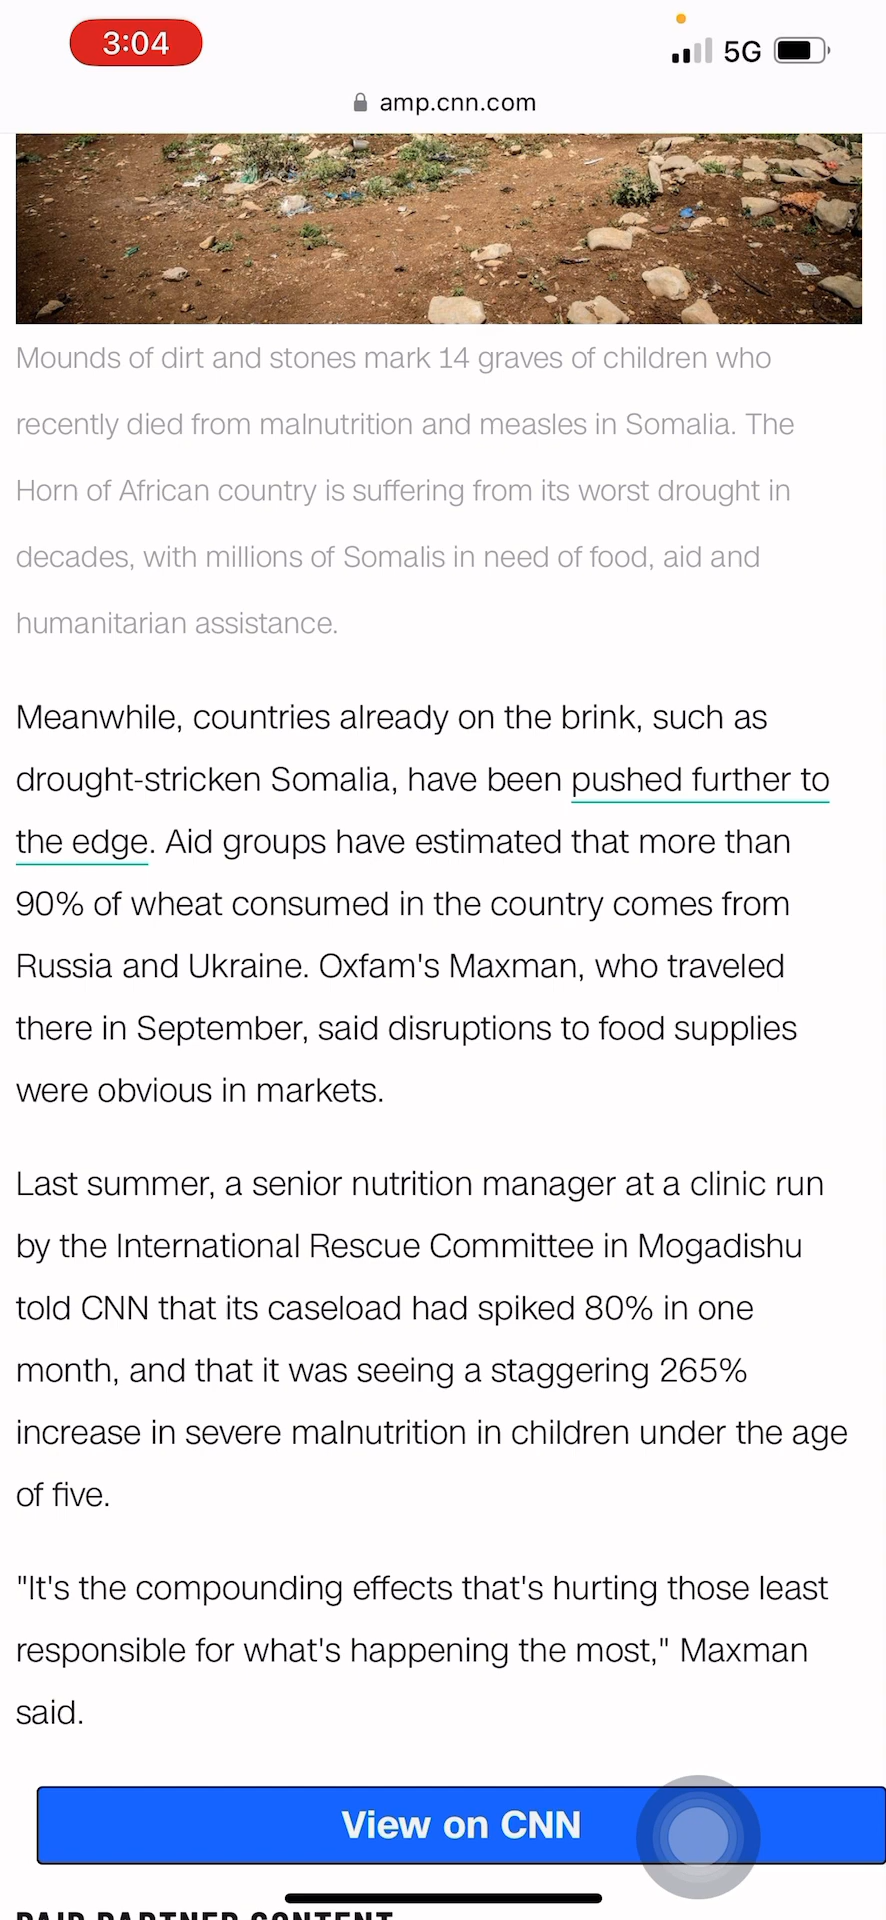 3:04
5G
amp.cnn.com
Mounds of dirt and stones mark 14 graves of children who
recently died from malnutrition and measles in Somalia. The
Horn of African country is suffering from its worst drought in
decades, with millions of Somalis in need of food, aid and
humanitarian assistance.
Meanwhile, countries already on the brink, such as
drought-stricken Somalia, have been pushed further to
the edge. Aid groups have estimated that more than
90% of wheat consumed in the country comes from
Russia and Ukraine. Oxfam's Maxman, who traveled
there in September, said disruptions to food supplies
were obvious in markets.
Last summer, a senior nutrition manager at a clinic run
by the International Rescue Committee in Mogadishu
told CNN that its caseload had spiked 80% in one
month, and that it was seeing a staggering 265%
increase in severe malnutrition in children under the age
of five.
"It's the compounding effects that's hurting those least
responsible for what's happening the most," Maxman
said.
View on CNN
PAID PARTNER CONTENT